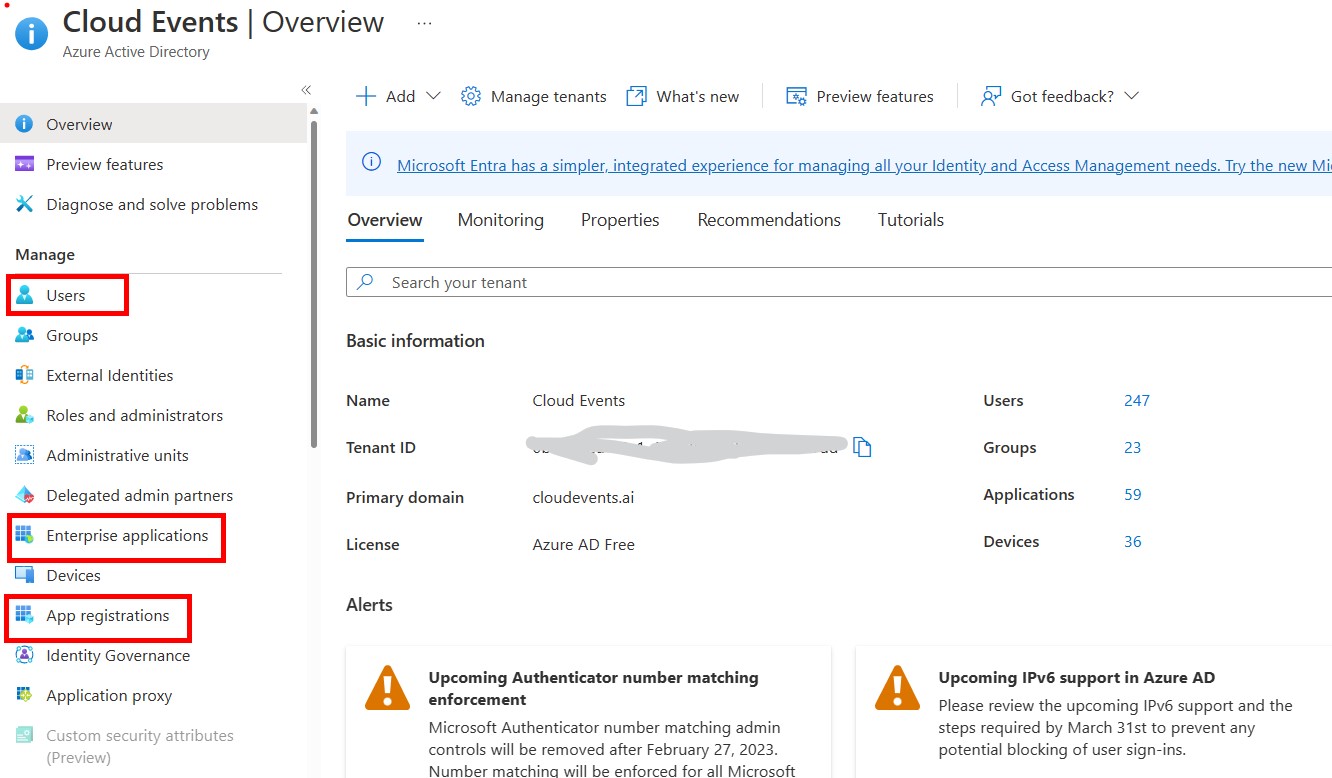 Cloud Events | Overview ...
Azure Active Directory
«
Overview
Preview features
Diagnose and solve problems
Manage
Users
Groups
External Identities
Roles and administrators
Administrative units
Delegated admin partners
Enterprise applications
Devices
App registrations
Identity Governance
Application proxy
Custom security attributes
(Preview)
Add Manage tenants What's new Preview features Got feedback?
Microsoft Entra has a simpler, integrated experience for managing all your Identity and Access Management needs. Try the new Mi
Overview Monitoring Properties Recommendations Tutorials
Search your tenant
Basic information
Name Cloud Events Users 247
Tenant ID Groups 23
Primary domain cloudevents.ai Applications 59
License Azure AD Free Devices 36
Alerts
Upcoming Authenticator number matching
enforcement
Microsoft Authenticator number matching admin
controls will be removed after February 27, 2023.
Number matching will be enforced for all Microsoft
Upcoming IPv6 support in Azure AD
Please review the upcoming IPv6 support and the
steps required by March 31st to prevent any
potential blocking of user sign-ins.